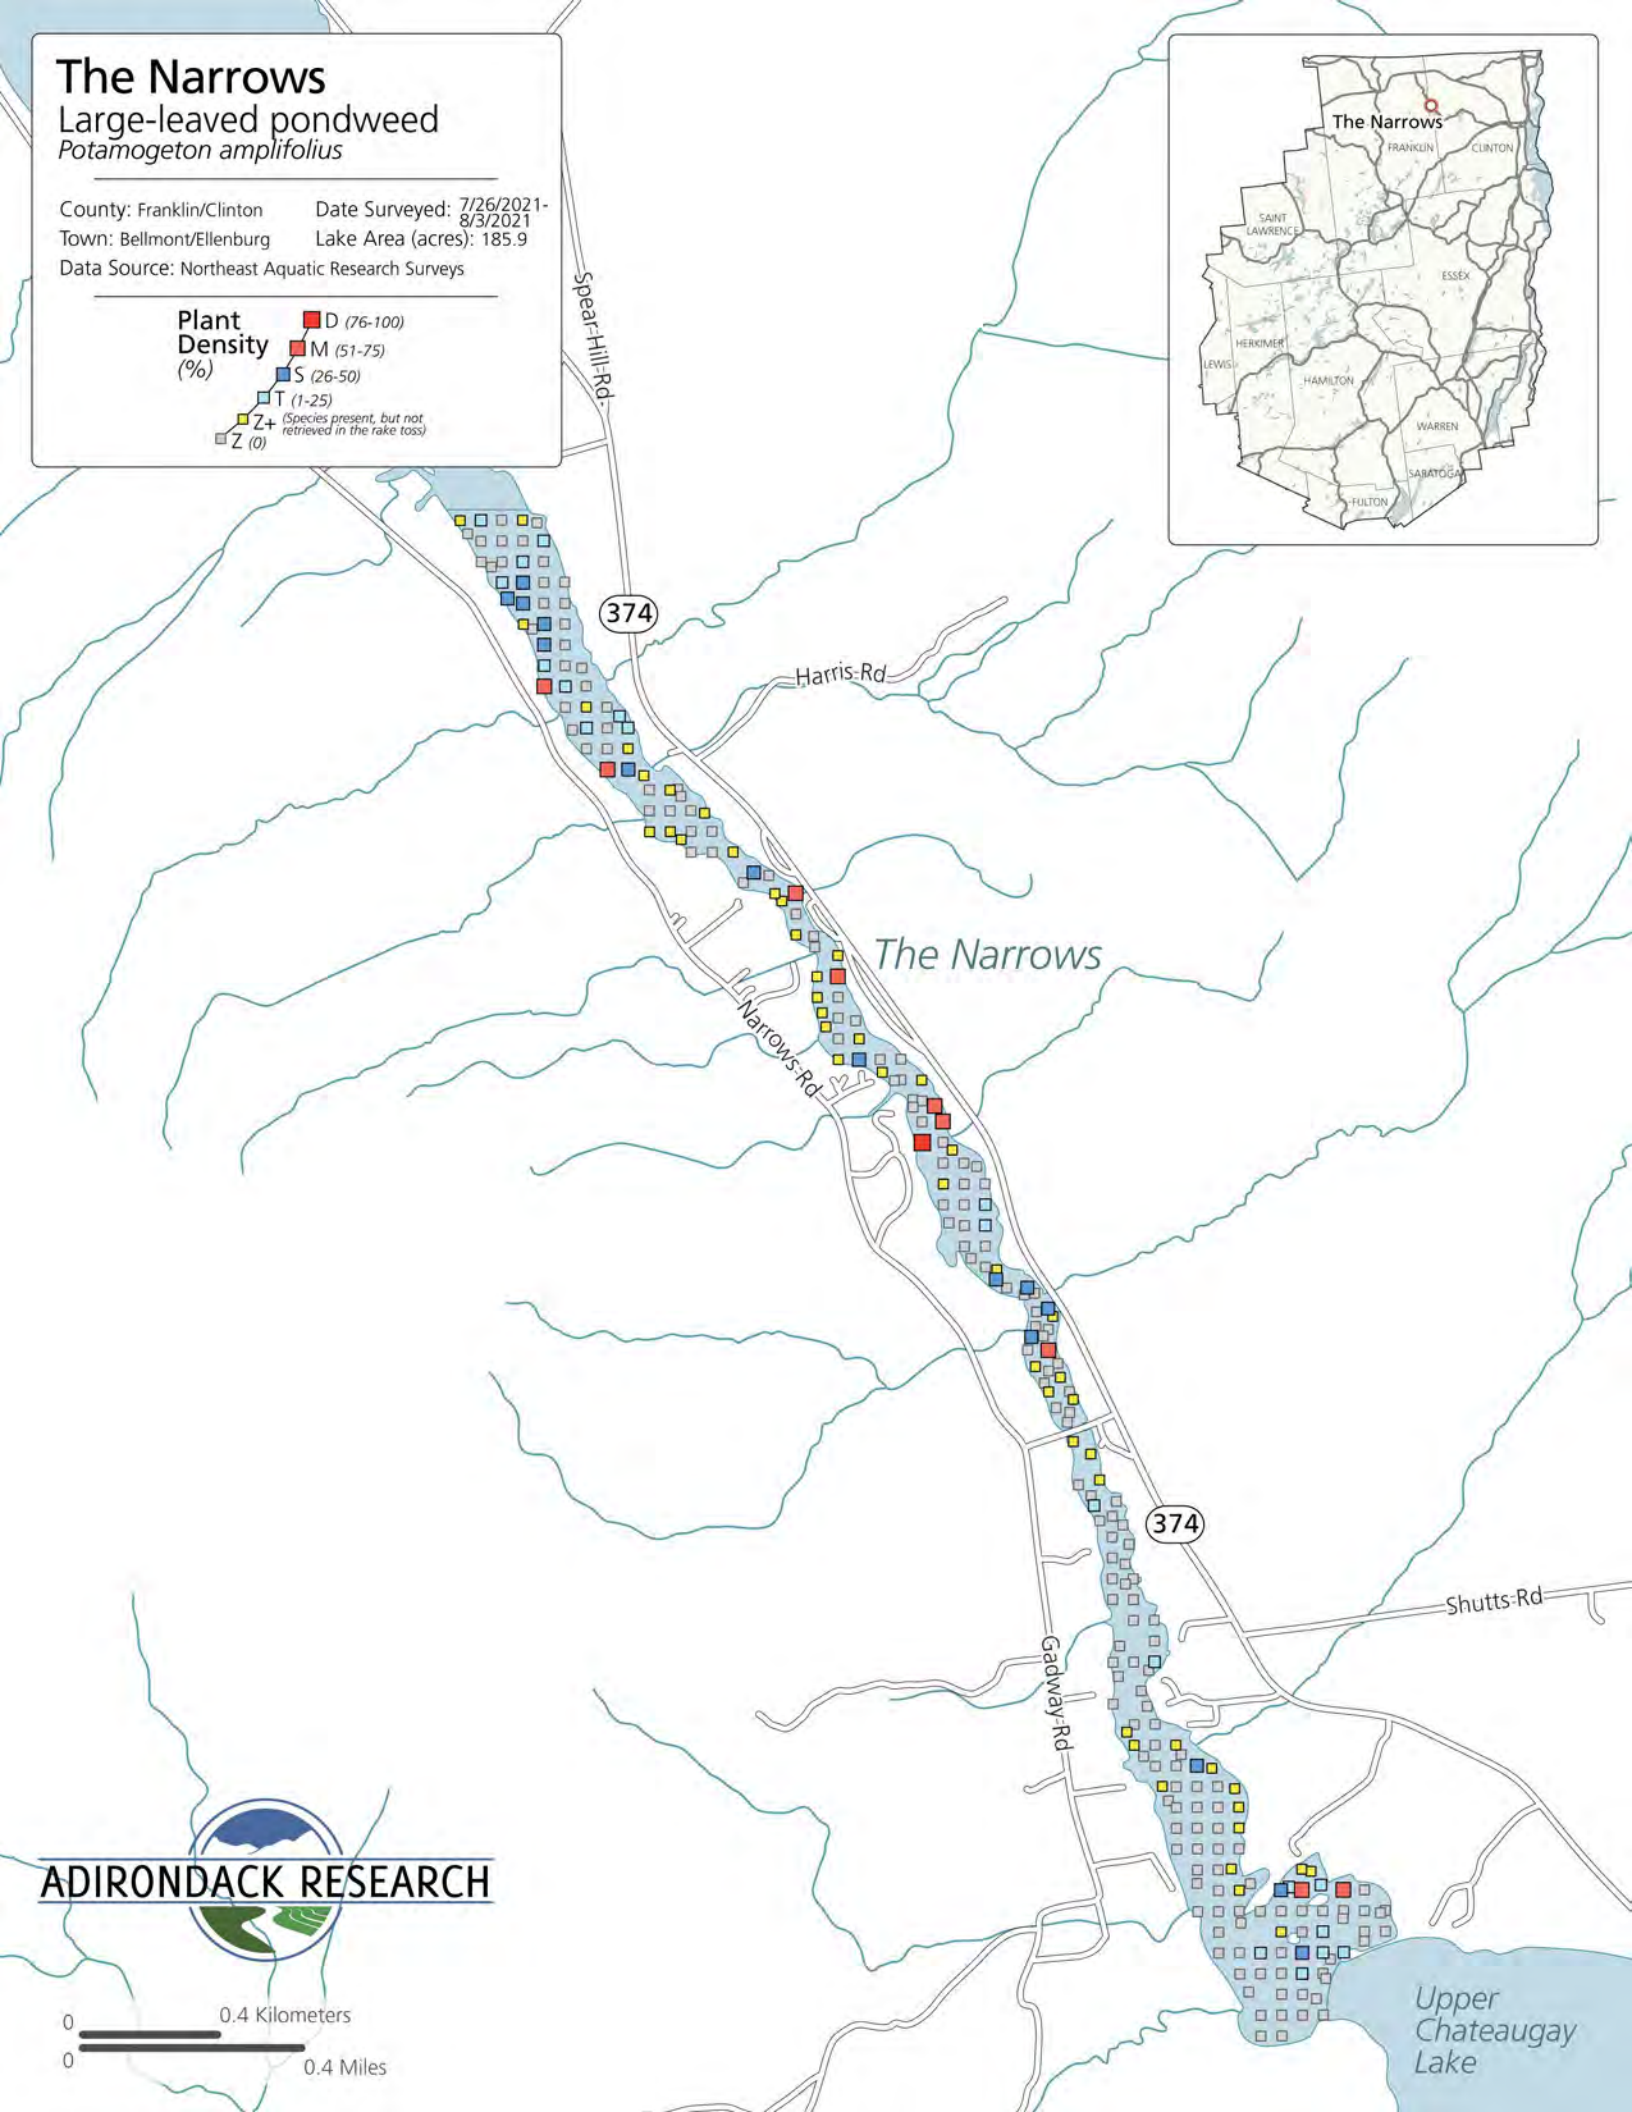 The Narrows
Large-leaved pondweed
Potamogeton amplifolius
County: Franklin/Clinton
Date Surveyed: 7/26/2021-
8/3/2021
Town: Bellmont/Ellenburg
Lake Area (acres): 185.9
Data Source: Northeast Aquatic Research Surveys
Plant
Density
(%)
D (76-100)
M (51-75)
S (26-50)
T (1-25)
Z+ (Species present, but not
retrieved in the rake toss)
Z (0)
The Narrows
FRANKLIN
CLINTON
SAINT
LAWRENCE
ESSEX
HERKIMER
LEWIS
HAMILTON
WARREN
SARATOGA
FULTON
Spear-Hill-Rd
374
Harris-Rd
The Narrows
Narrows-Rd
374
Shutts-Rd
Gadway-Rd
ADIRONDACK RESEARCH
0
0.4 Kilometers
0
0.4 Miles
Upper
Chateaugay
Lake